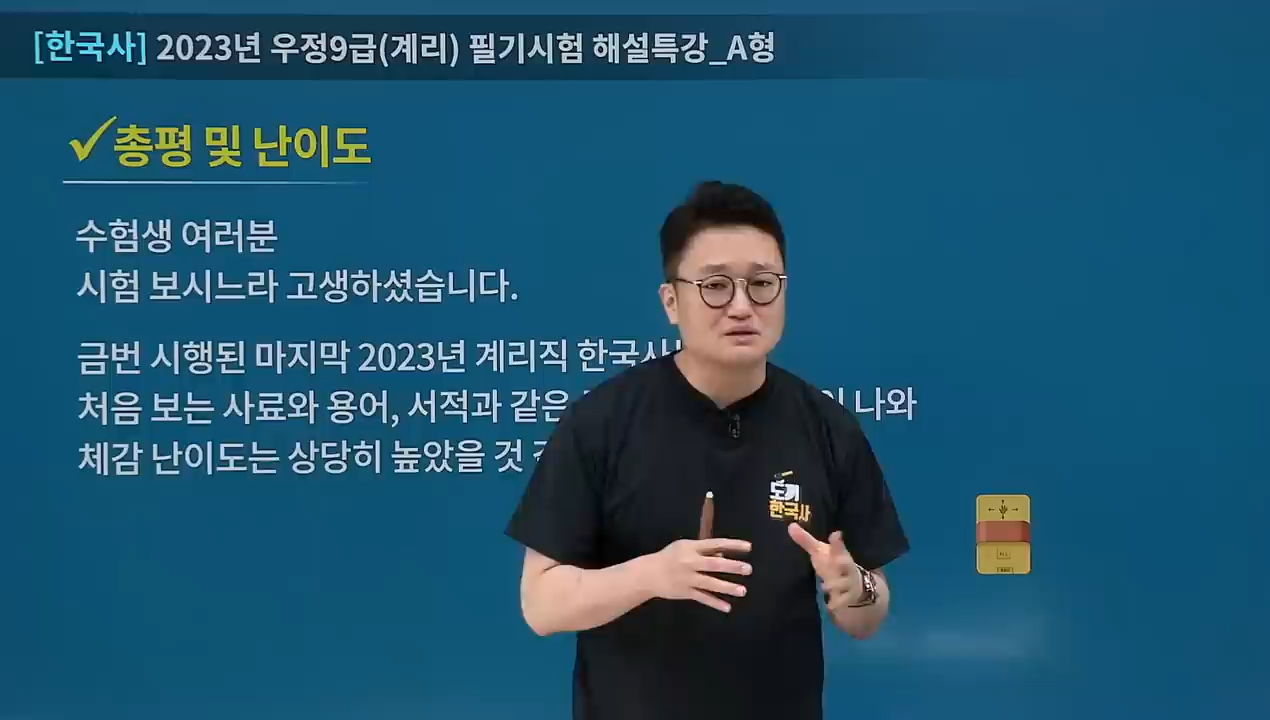 [한국사] 2023년 우정9급(계리) 필기시험 해설특강_A형
✓총평 및 난이도
수험생 여러분
시험 보시느라 고생하셨습니다.
금번 시행된 마지막 2023년 계리직 한국사
처음 보는 사료와 용어, 서적과 같은 나와
체감 난이도는 상당히 높았을 것
도기
한국사